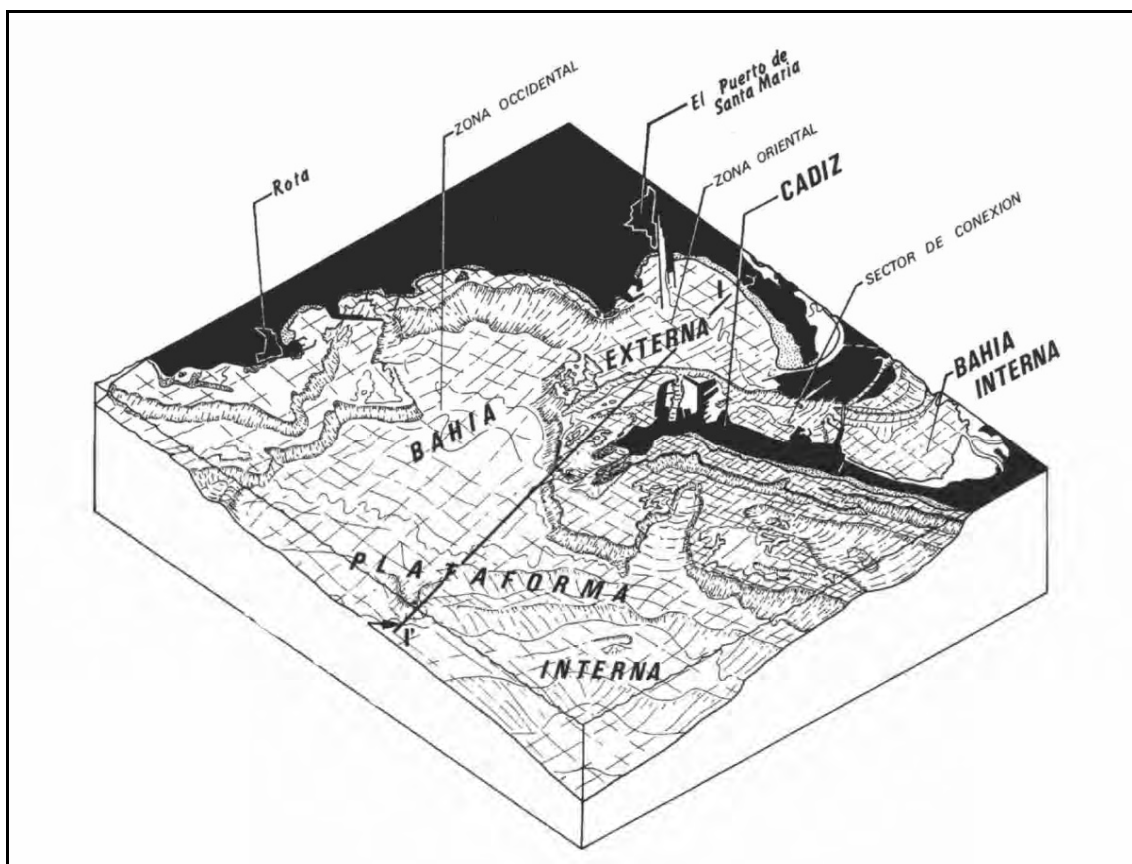 El Puerto de
Santa Maria
ZONA OCCIDENTAL
ZONA ORIENTAL
CADIZ
Rota
SECTOR DE CONEXION
I
EXTERNA
BAHIA
INTERNA
BAHIA
PLATAFORMA
I'
INTERNA